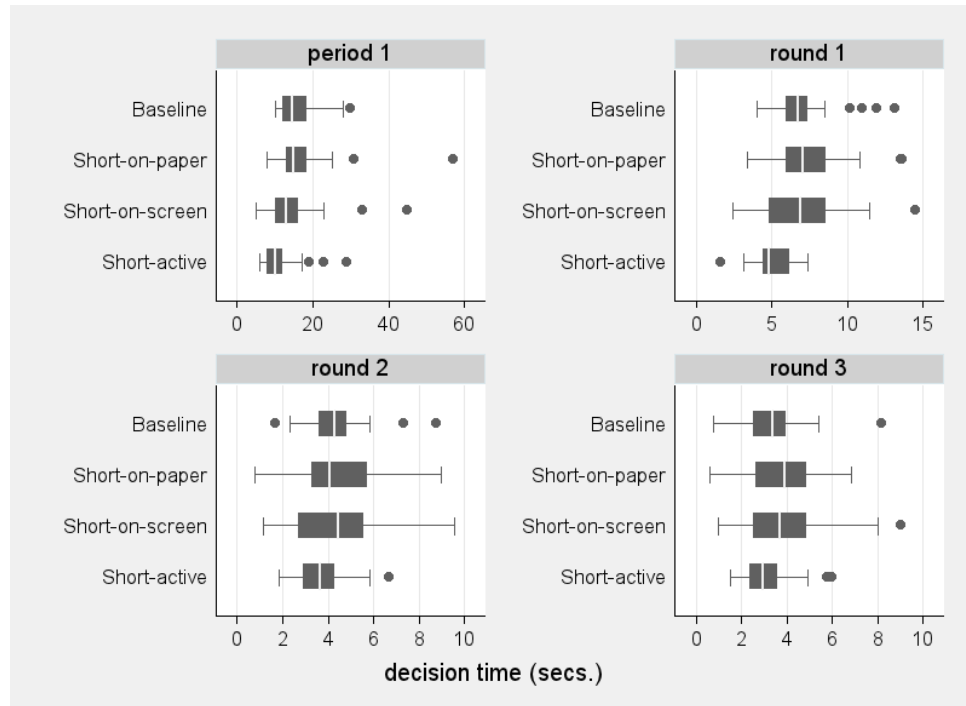 period 1
Baseline
Short-on-paper
Short-on-screen
Short-active
0 20 40 60
round 1
Baseline
Short-on-paper
Short-on-screen
Short-active
0 5 10 15
round 2
Baseline
Short-on-paper
Short-on-screen
Short-active
0 2 4 6 8 10
round 3
Baseline
Short-on-paper
Short-on-screen
Short-active
0 2 4 6 8 10
decision time (secs.)